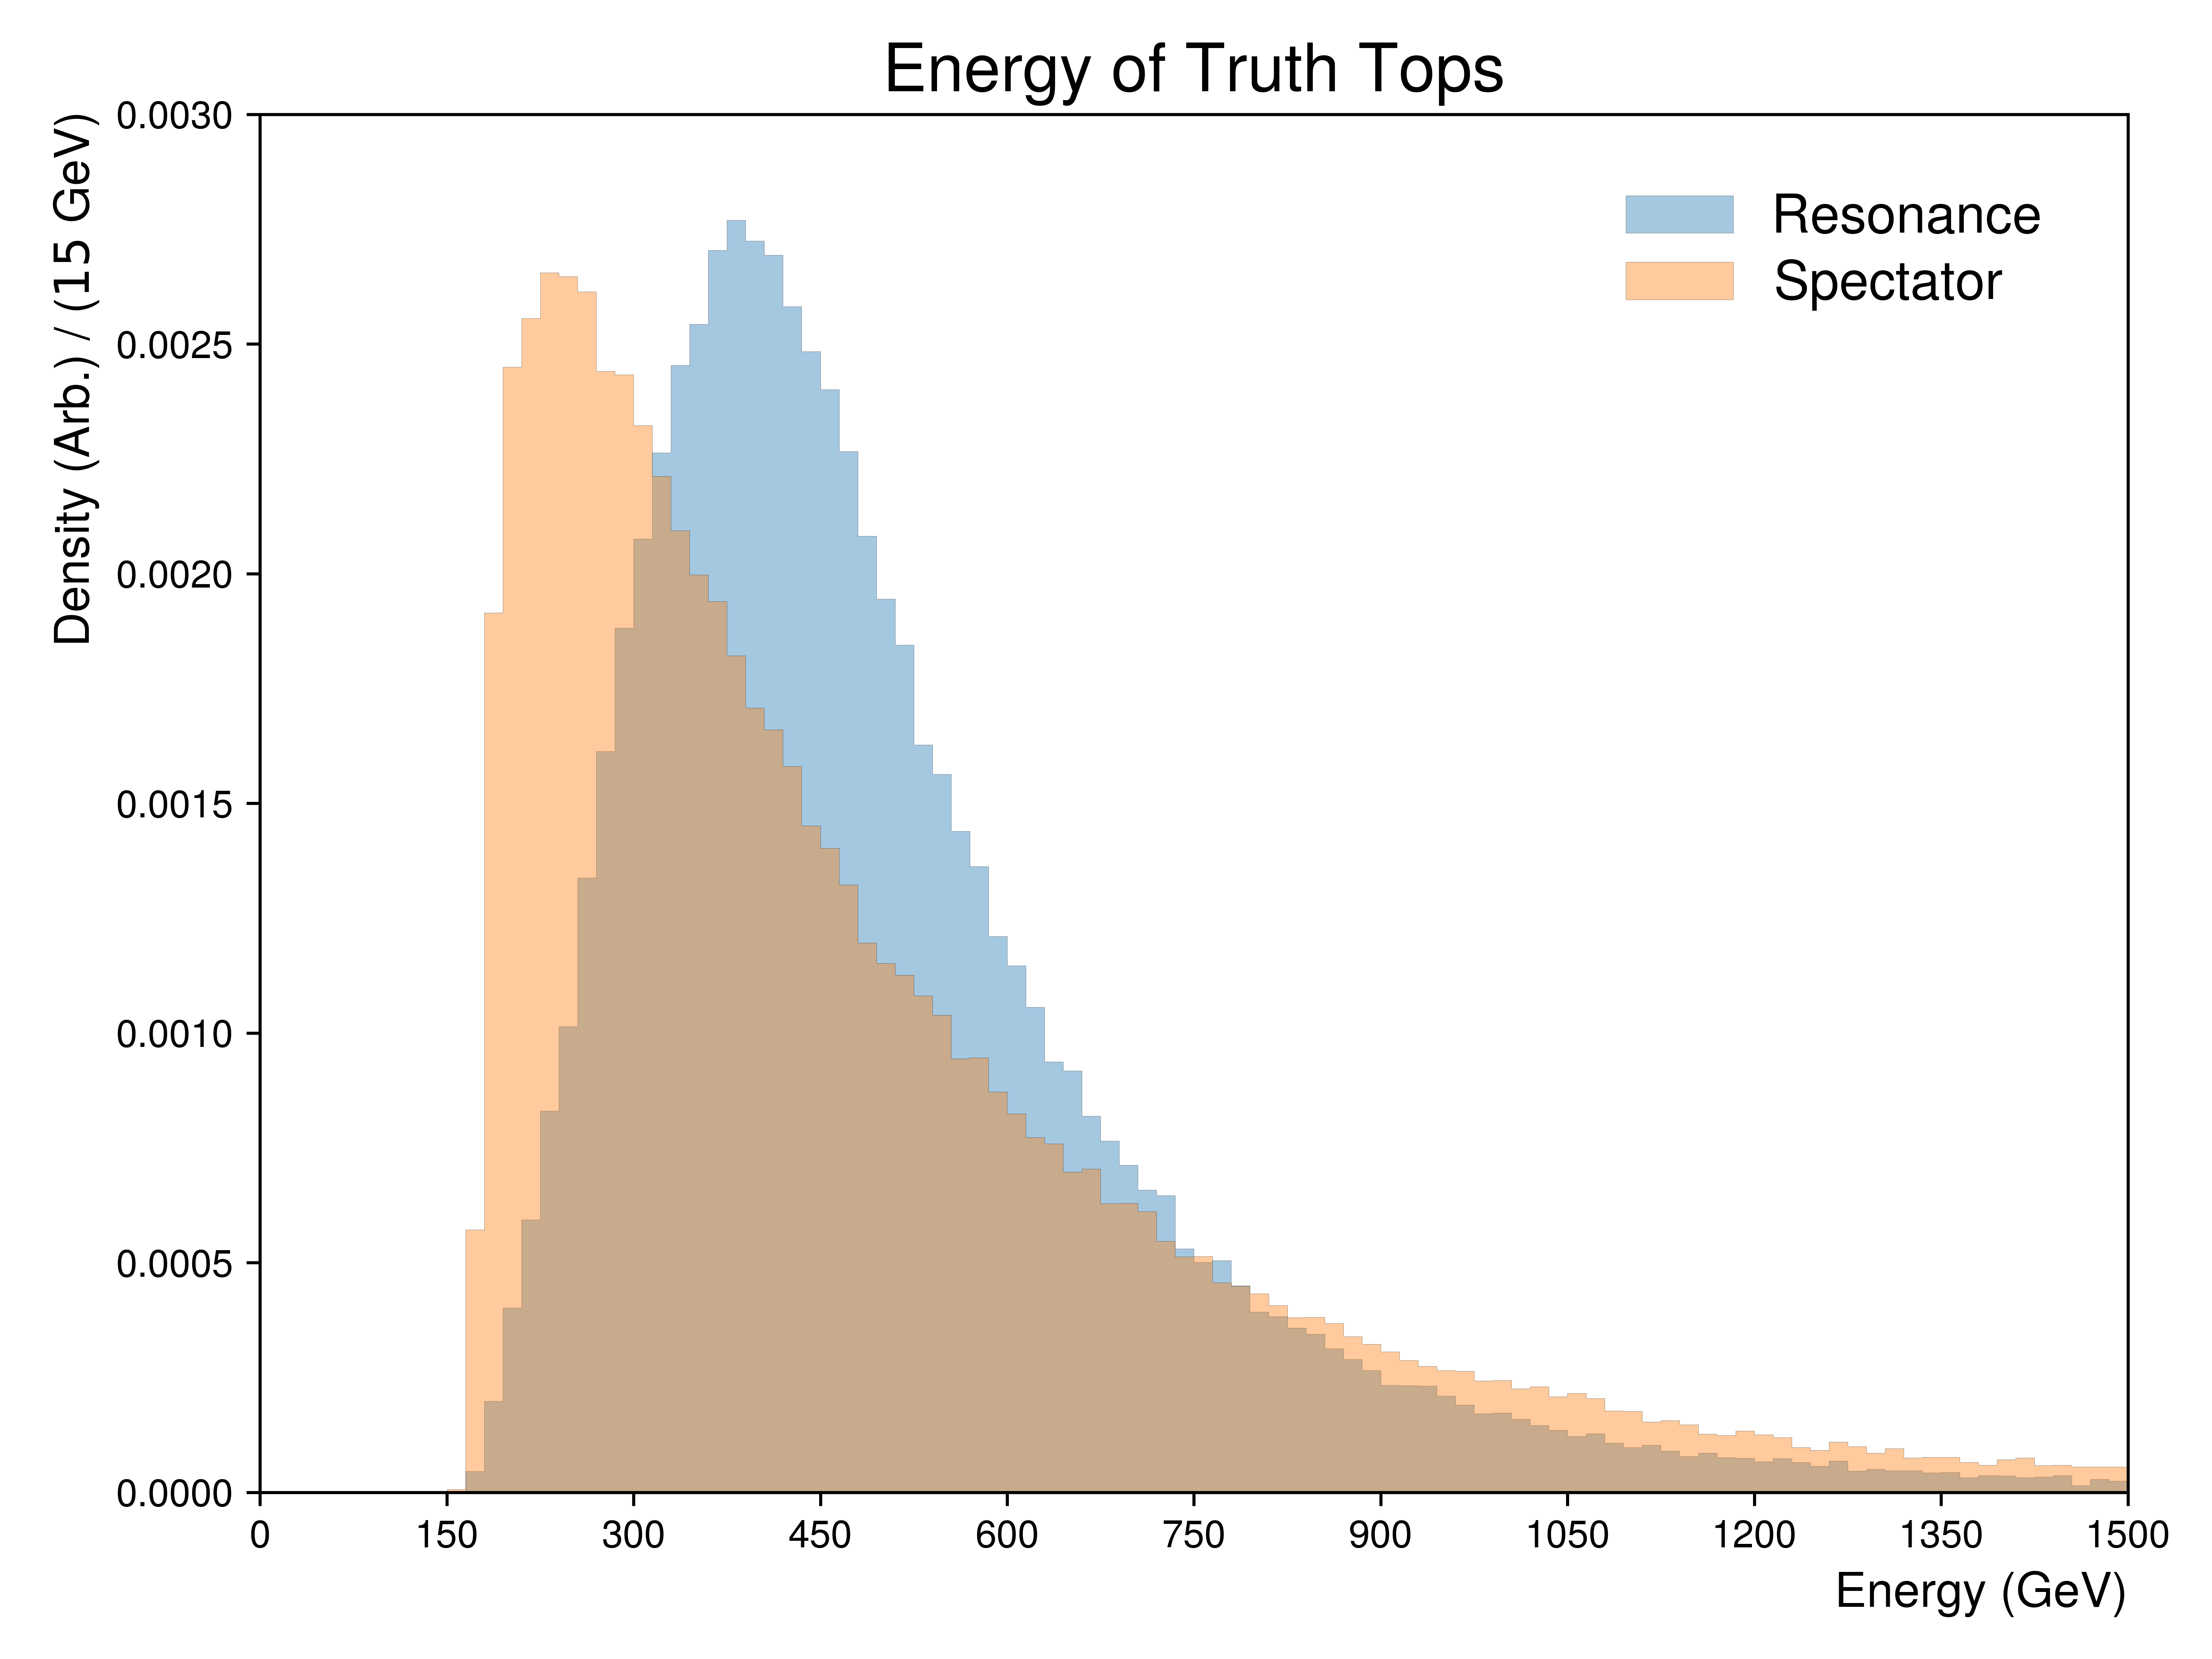 Energy of Truth Tops
Density (Arb.) / (15 GeV)
0.0030
0.0025
0.0020
0.0015
0.0010
0.0005
0.0000
Resonance
Spectator
0 150 300 450 600 750 900 1050 1200 1350 1500
Energy (GeV)